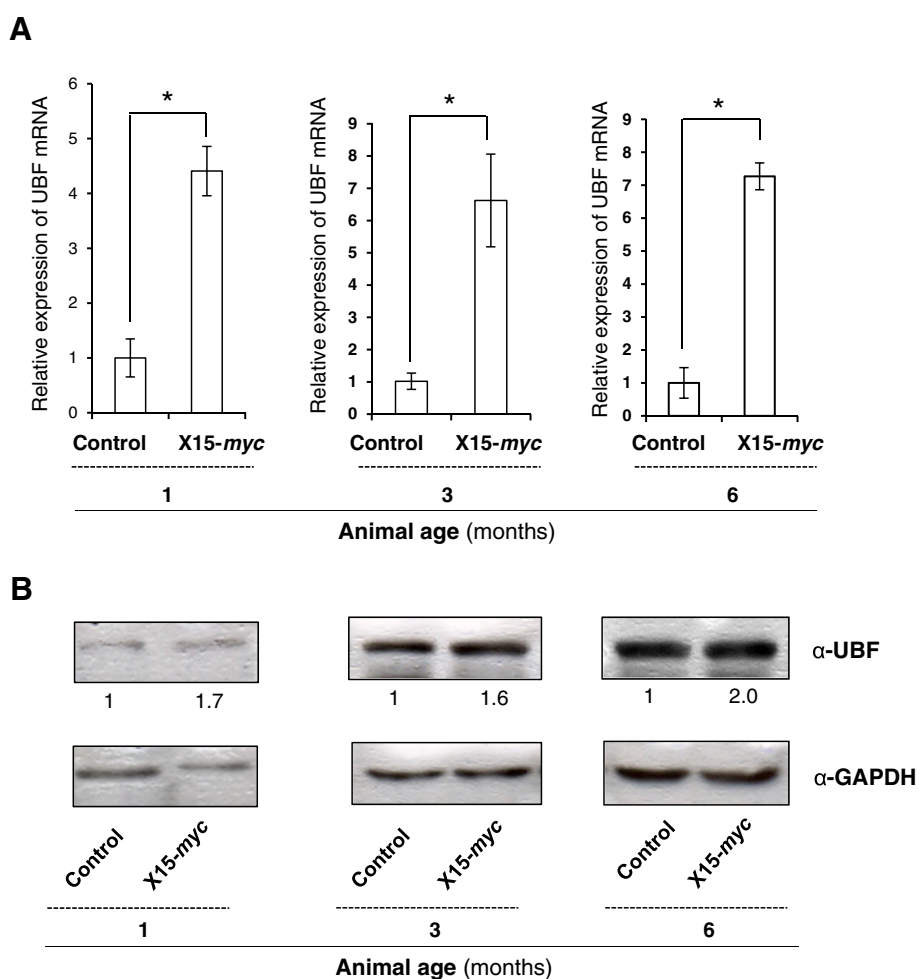 A
Relative expression of UBF mRNA
6
5
4
3
2
1
0
*
Control X15-myc
1
Relative expression of UBF mRNA
9
8
7
6
5
4
3
2
1
0
*
Control X15-myc
3
Relative expression of UBF mRNA
9
8
7
6
5
4
3
2
1
0
*
Control X15-myc
6
Animal age (months)
B
α-UBF
1 1.7
1 1.6
1 2.0
α-GAPDH
Control X15-myc
Control X15-myc
Control X15-myc
1 3 6
Animal age (months)